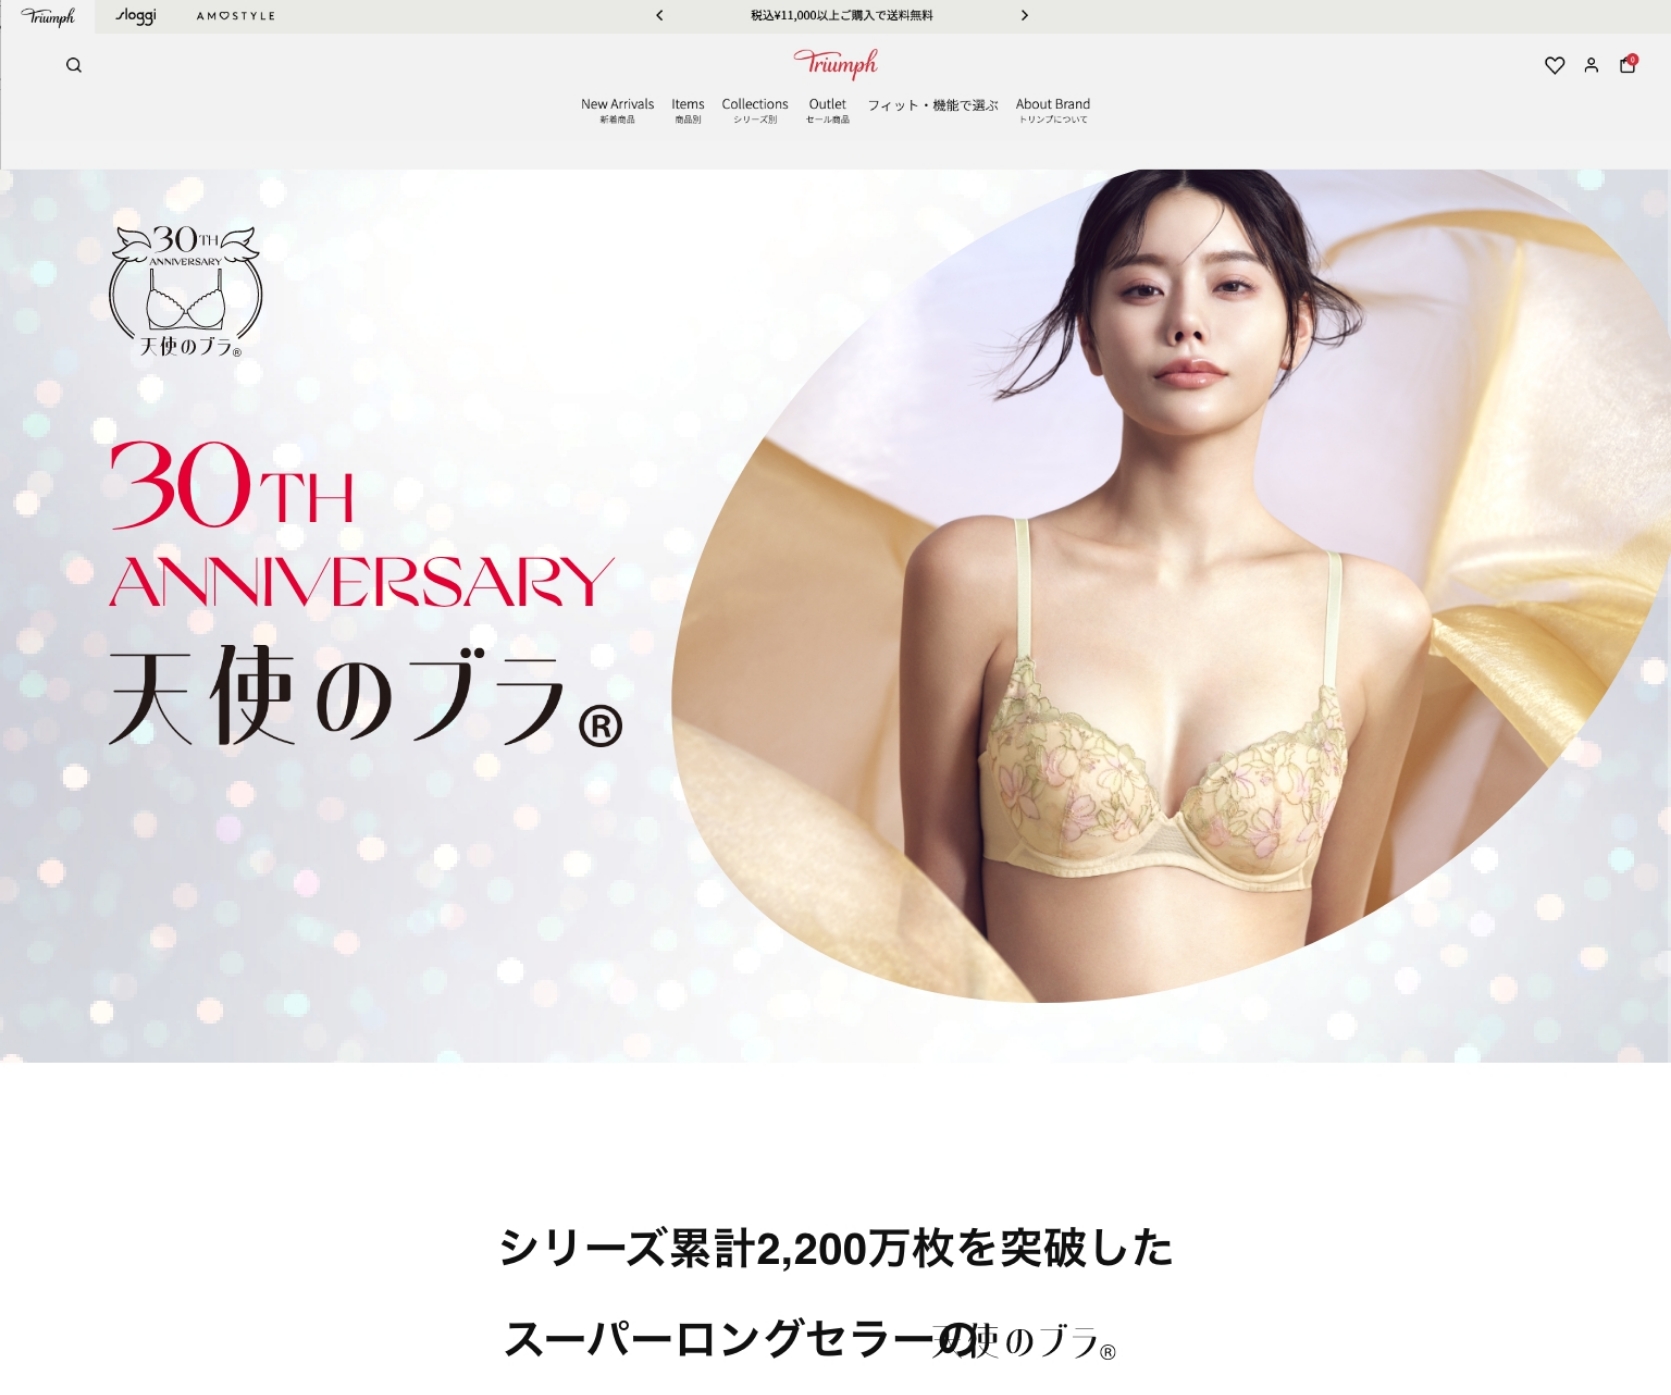 Triumph
sloggi
AMOSTYLE
税込¥11,000以上ご購入で送料無料
Triumph
0
New Arrivals
新着商品
Items
商品別
Collections
シリーズ別
Outlet
セール商品
フィット・機能で選ぶ
About Brand
トリンプについて
30TH
ANNIVERSARY
天使のブラ®
30TH
ANNIVERSARY
天使のブラ®
シリーズ累計2,200万枚を突破した
スーパーロングセラーの天使のブラ®